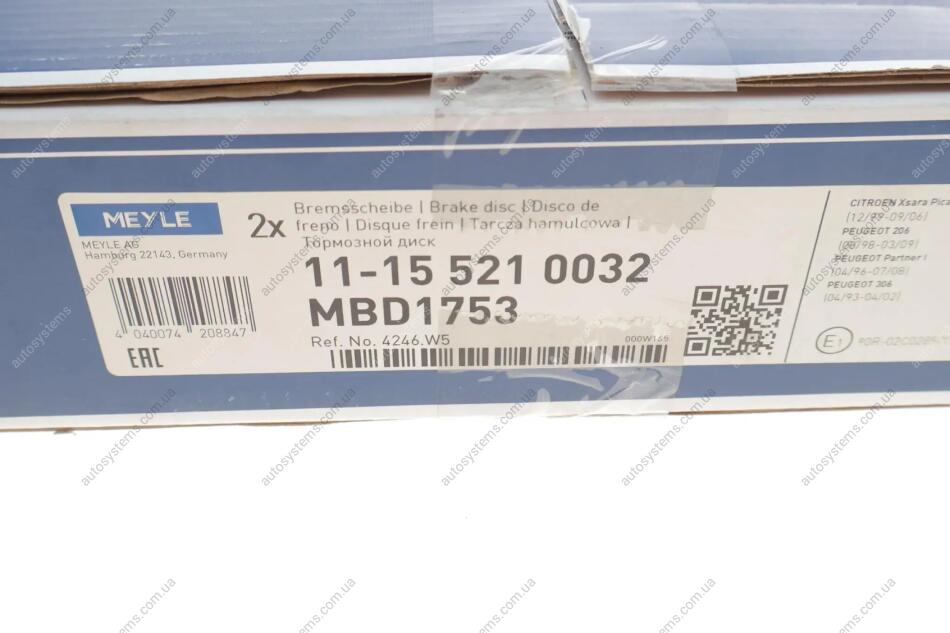 MEYLE
MEYLE AG
Hamburg 22143, Germany
4 040074 208847
EAC
2x
Bremsscheibe | Brake disc | Disco de
freno | Disque frein | Tarcza hamulcowa |
Тормозной диск
11-15 521 0032
MBD1753
Ref. No. 4246.W5
000W165
CITROEN Xsara Pica
(12/99-09/06)
PEUGEOT 206
/98-03/09)
PEUGEOT Partner I
(04/96-07/08)
PEUGEOT 306
(04/93-04/02)
E1
autosystems.com.ua